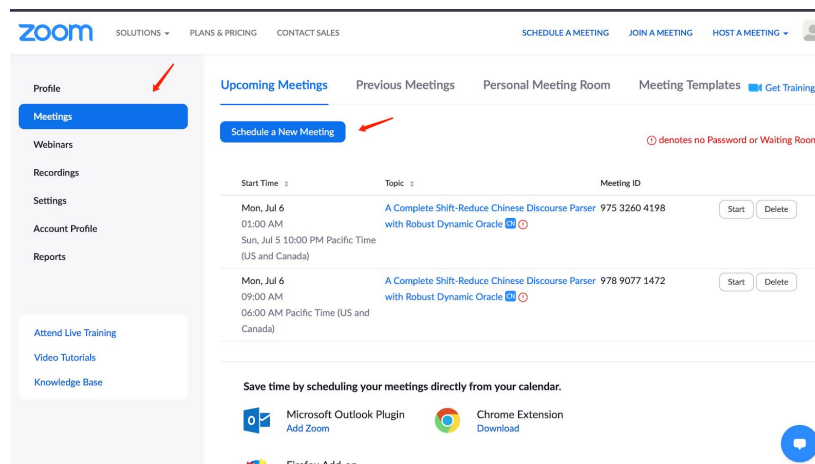 zoom
SOLUTIONS
PLANS & PRICING
CONTACT SALES
SCHEDULE A MEETING
JOIN A MEETING
HOST A MEETING
Profile
Meetings
Webinars
Recordings
Settings
Account Profile
Reports
Attend Live Training
Video Tutorials
Knowledge Base
Upcoming Meetings
Previous Meetings
Personal Meeting Room
Meeting Templates
Get Training
Schedule a New Meeting
denotes no Password or Waiting Room
Start Time
Topic
Meeting ID
Mon, Jul 6
01:00 AM
Sun, Jul 5 10:00 PM Pacific Time
(US and Canada)
A Complete Shift-Reduce Chinese Discourse Parser
with Robust Dynamic Oracle CN
975 3260 4198
Start
Delete
Mon, Jul 6
09:00 AM
06:00 AM Pacific Time (US and
Canada)
A Complete Shift-Reduce Chinese Discourse Parser
with Robust Dynamic Oracle CN
978 9077 1472
Start
Delete
Save time by scheduling your meetings directly from your calendar.
Microsoft Outlook Plugin
Add Zoom
Chrome Extension
Download
Firefox Add-on